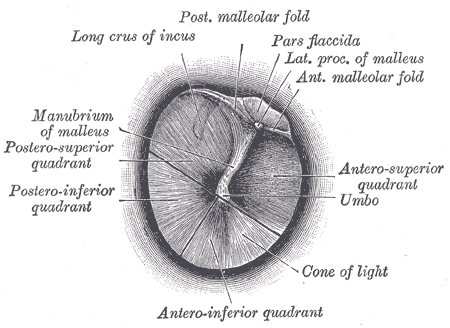 Post. malleolar fold
Long crus of incus
Pars flaccida
Lat. proc. of malleus
Ant. malleolar fold
Manubrium
of malleus
Postero-superior
quadrant
Postero-inferior
quadrant
Antero-superior
quadrant
Umbo
Cone of light
Antero-inferior quadrant